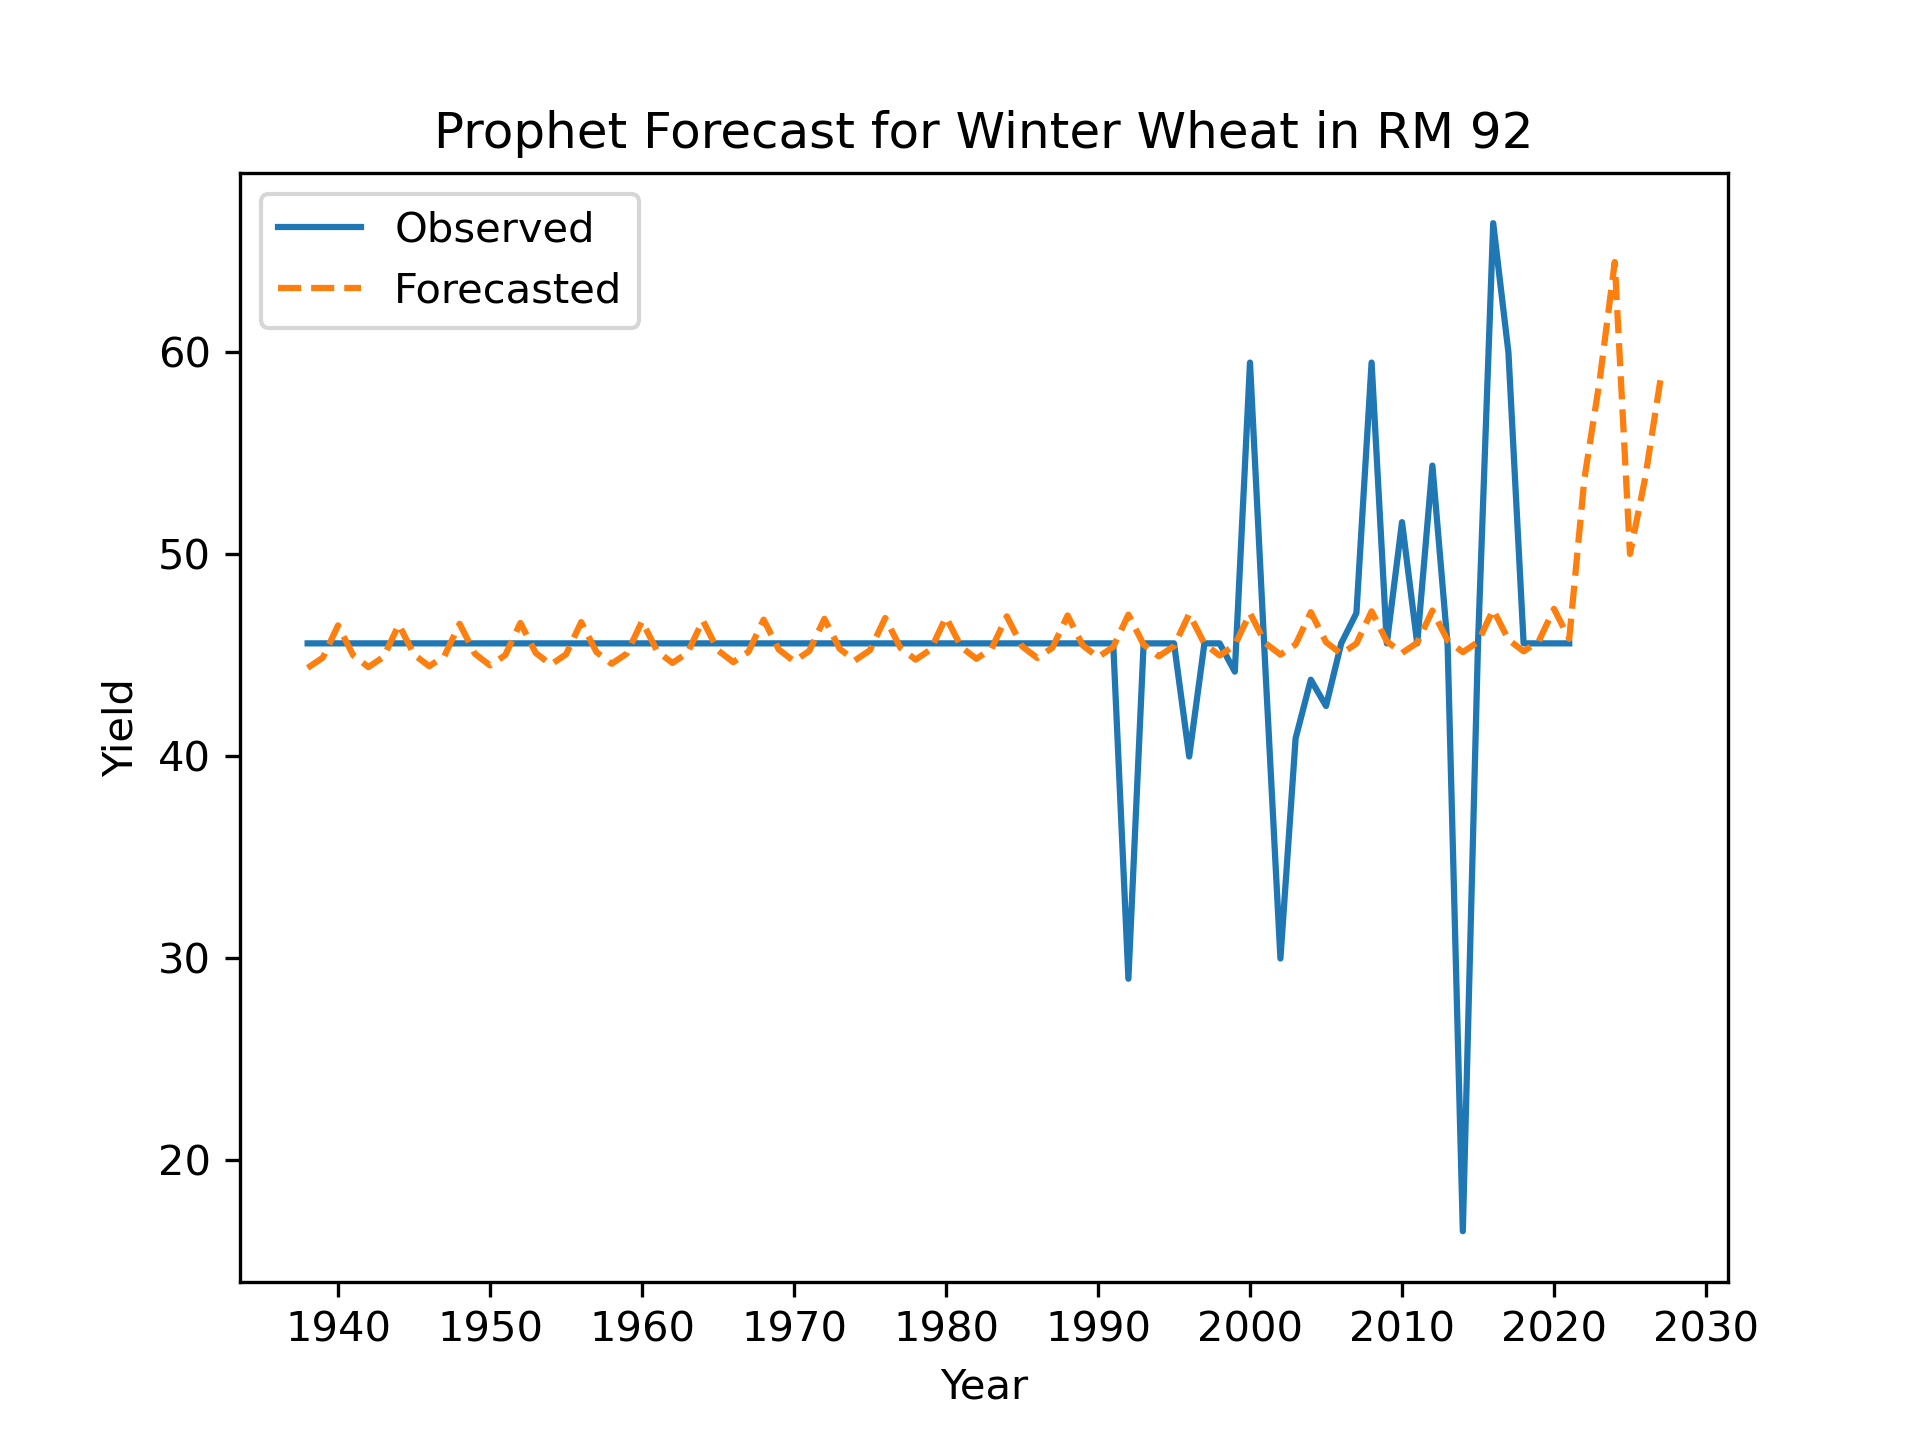 Prophet Forecast for Winter Wheat in RM 92
Observed
Forecasted
60
50
40
30
20
Yield
1940 1950 1960 1970 1980 1990 2000 2010 2020 2030
Year